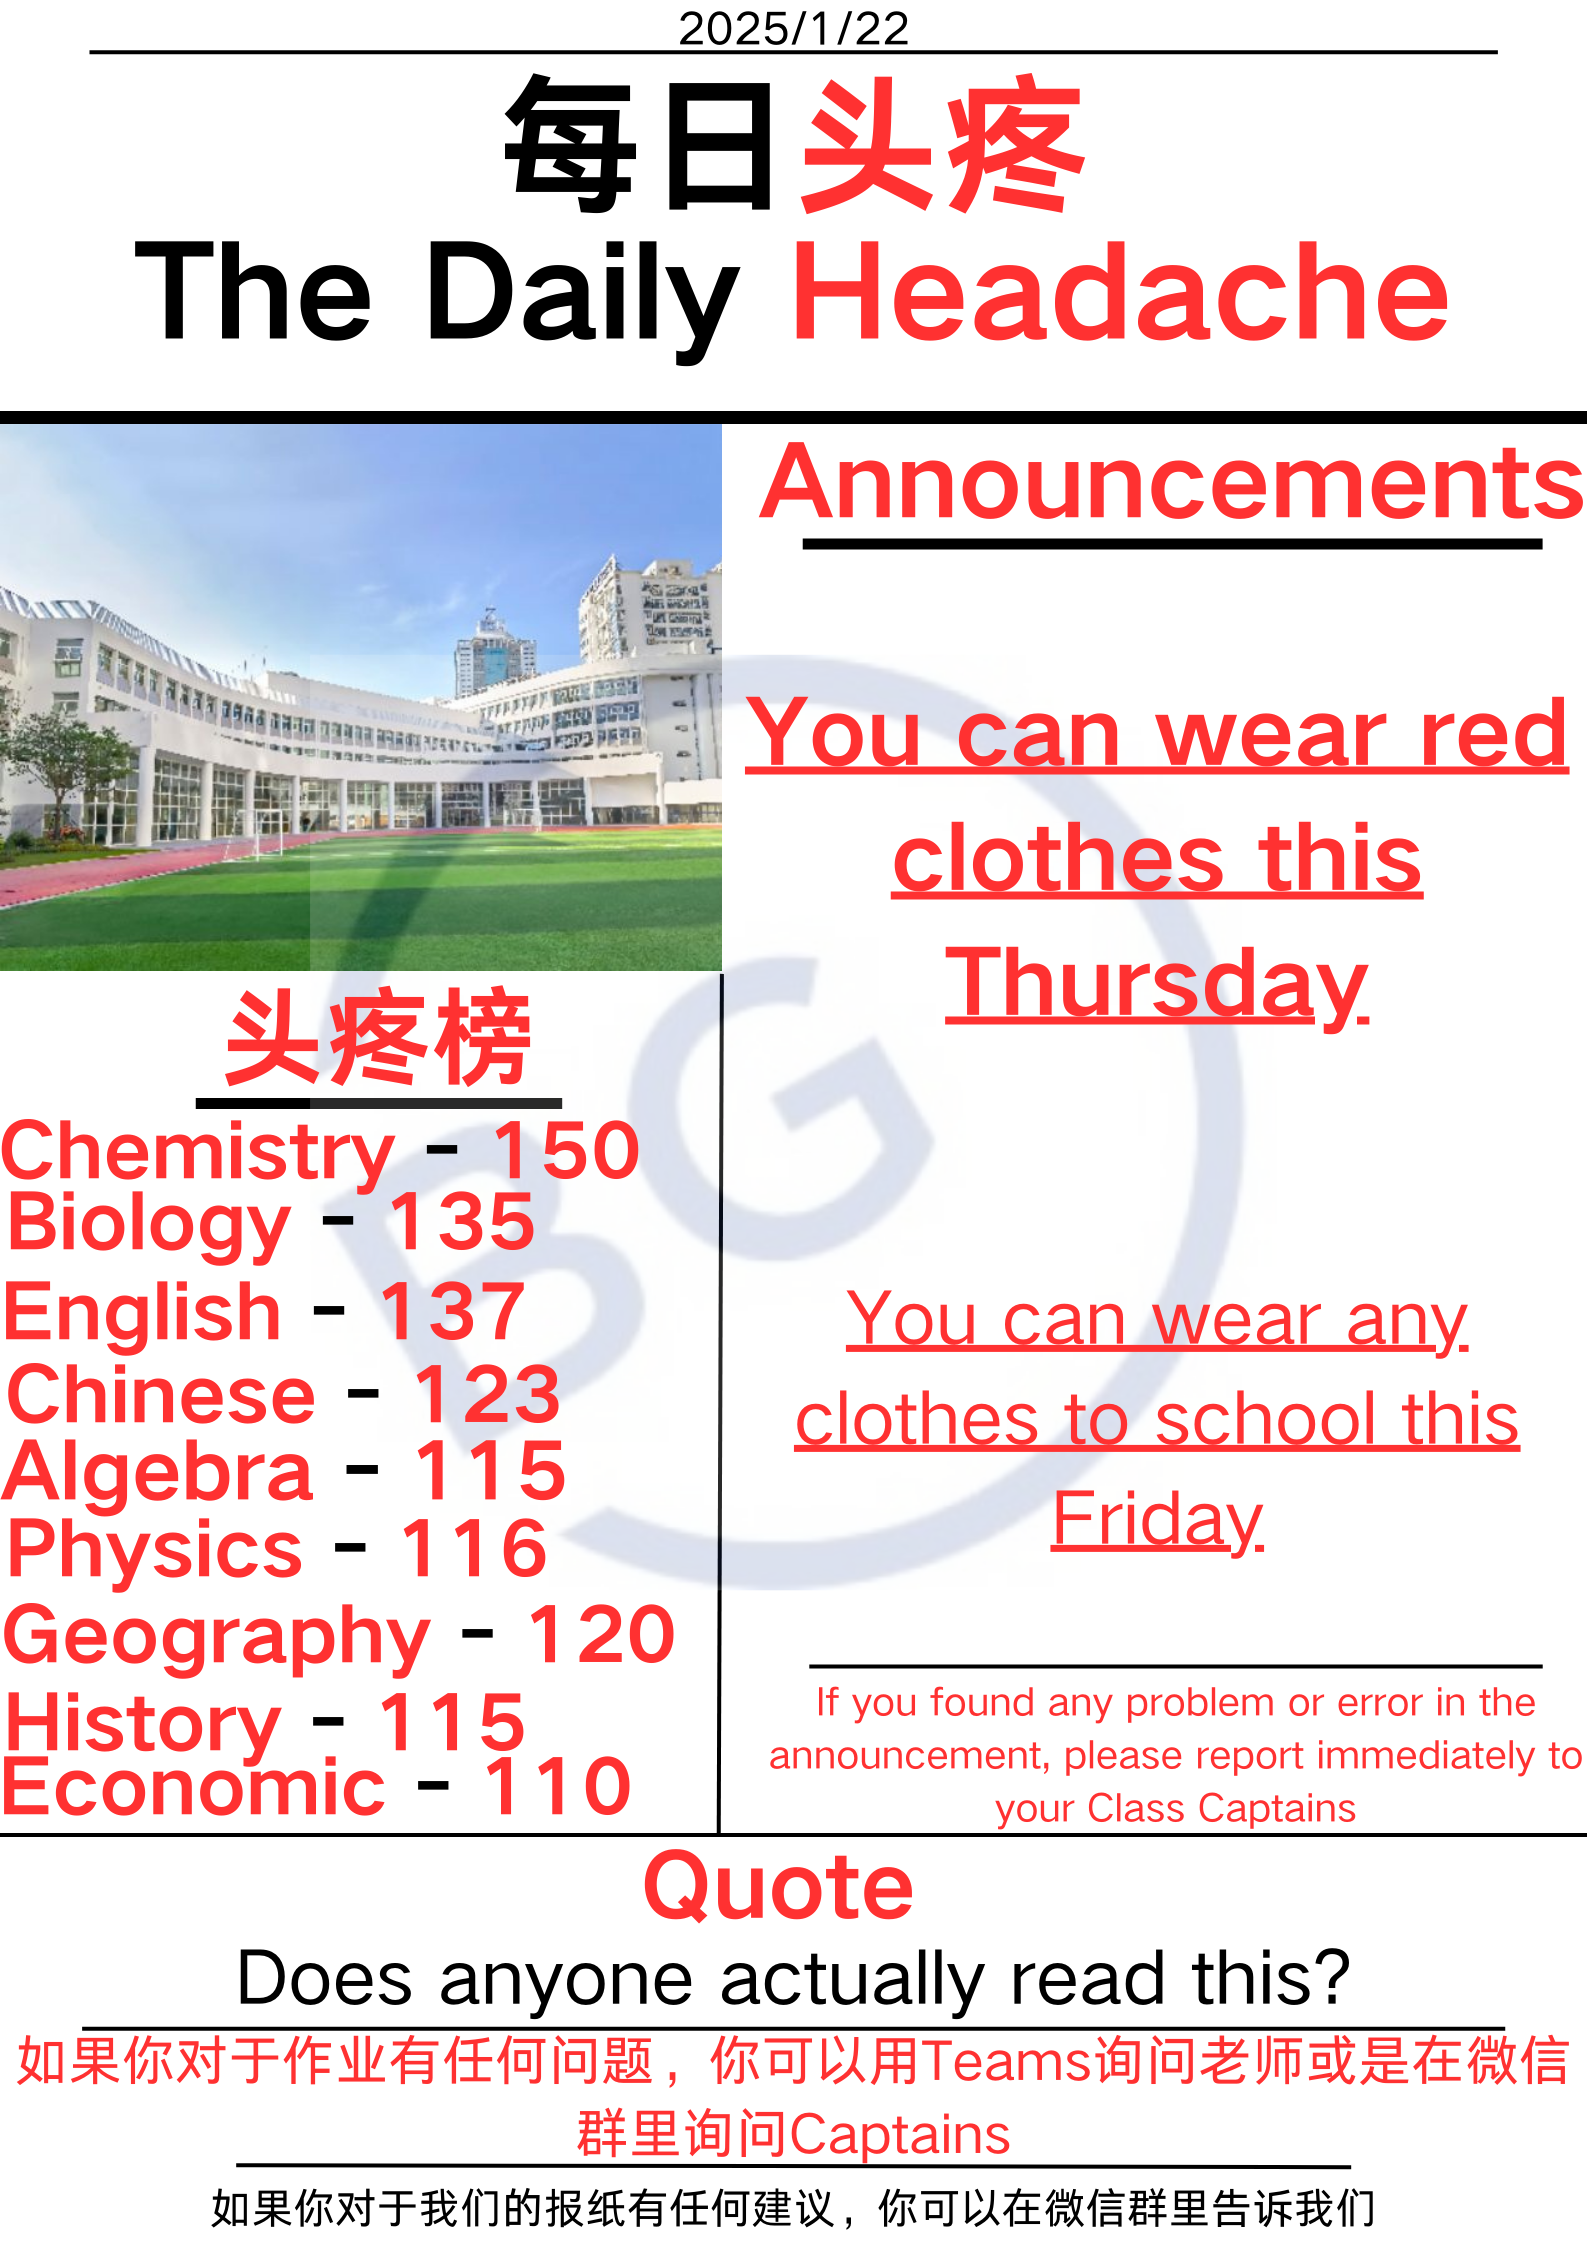 2025/1/22
每日头疼
The Daily Headache
Announcements
You can wear red
clothes this
Thursday
You can wear any
clothes to school this
Friday
If you found any problem or error in the
announcement, please report immediately to
your Class Captains
头疼榜
Chemistry - 150
Biology - 135
English - 137
Chinese - 123
Algebra - 115
Physics - 116
Geography - 120
History - 115
Economic - 110
BG
Quote
Does anyone actually read this?
如果你对于作业有任何问题，你可以用Teams询问老师或是在微信
群里询问Captains
如果你对于我们的报纸有任何建议，你可以在微信群里告诉我们